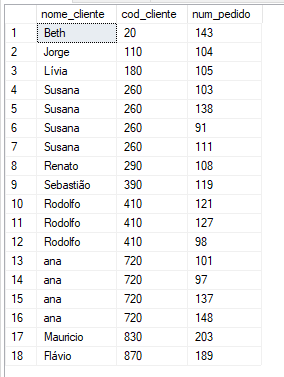 nome_cliente cod_cliente num_pedido
1 Beth 20 143
2 Jorge 110 104
3 Lívia 180 105
4 Susana 260 103
5 Susana 260 138
6 Susana 260 91
7 Susana 260 111
8 Renato 290 108
9 Sebastião 390 119
10 Rodolfo 410 121
11 Rodolfo 410 127
12 Rodolfo 410 98
13 ana 720 101
14 ana 720 97
15 ana 720 137
16 ana 720 148
17 Mauricio 830 203
18 Flávio 870 189